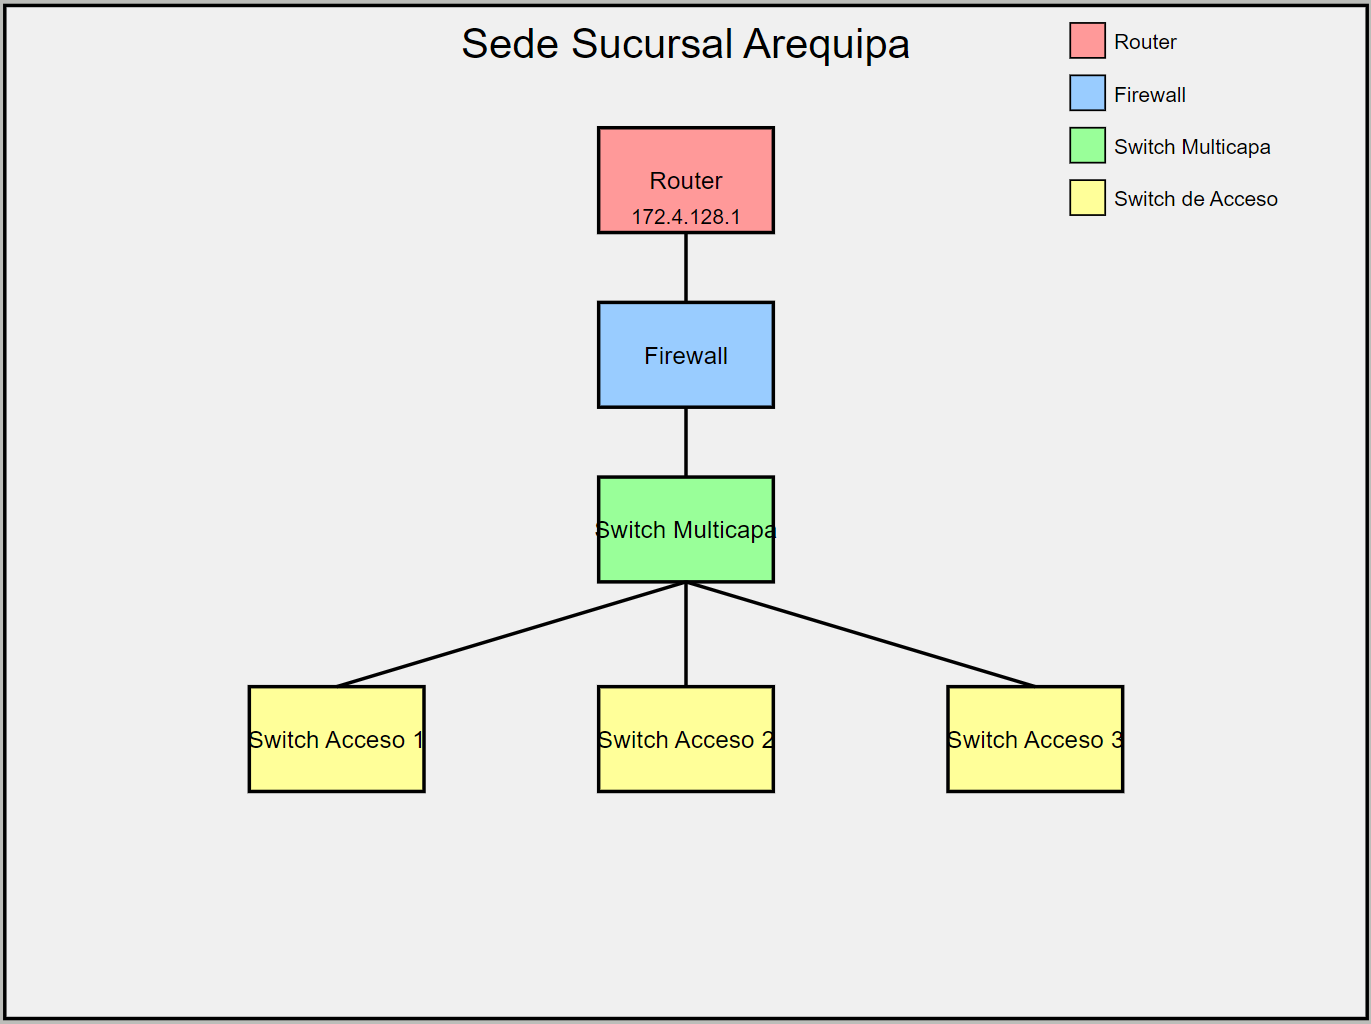 Sede Sucursal Arequipa
Router
Firewall
Switch Multicapa
Switch de Acceso
Router
172.4.128.1
Firewall
Switch Multicapa
Switch Acceso 1
Switch Acceso 2
Switch Acceso 3